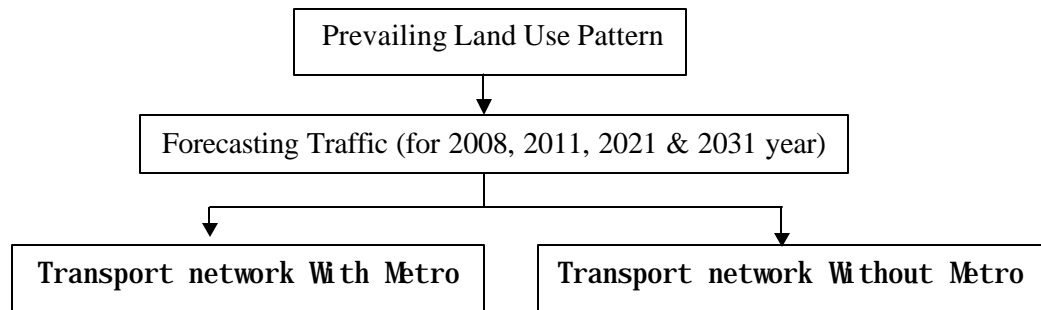 Prevailing Land Use Pattern
Forecasting Traffic (for 2008, 2011, 2021 & 2031 year)
Transport network With Metro
Transport network Without Metro